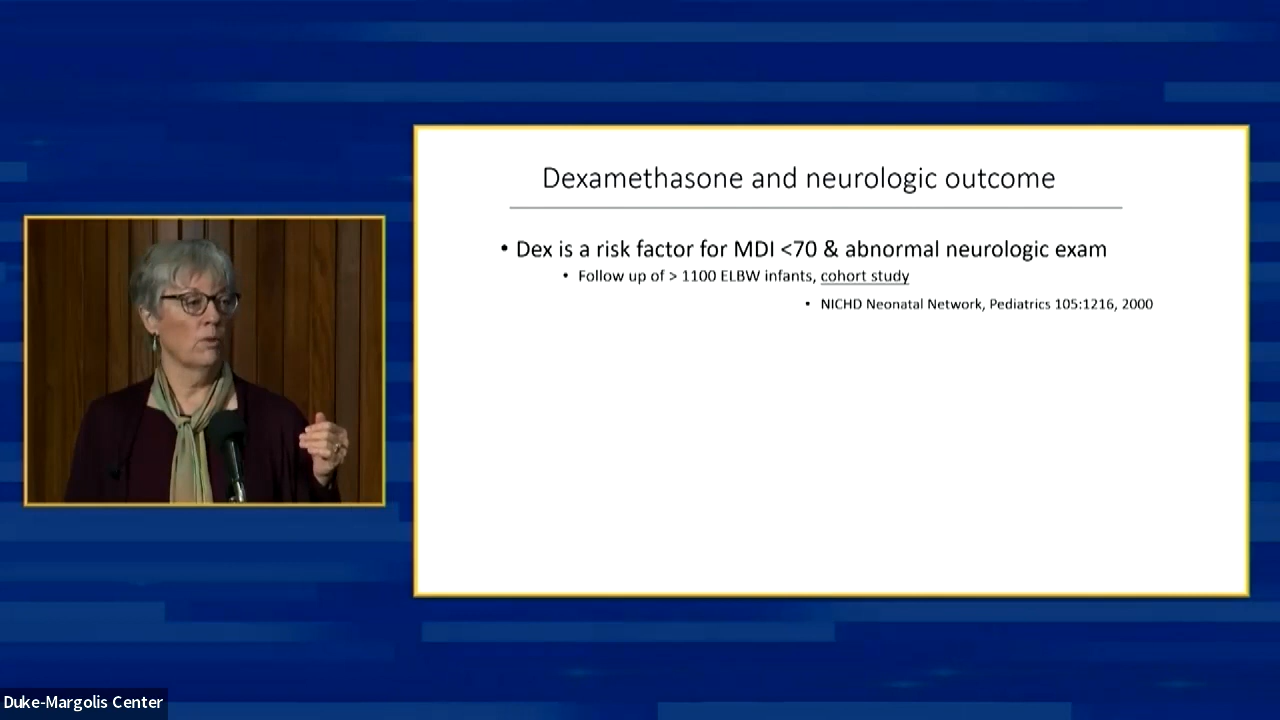 Dexamethasone and neurologic outcome
• Dex is a risk factor for MDI <70 & abnormal neurologic exam
• Follow up of > 1100 ELBW infants, cohort study
• NICHD Neonatal Network, Pediatrics 105:1216, 2000
Duke-Margolis Center